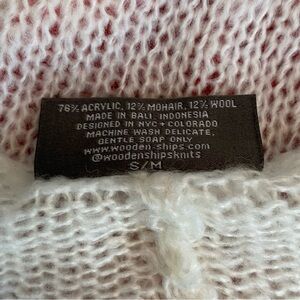 76% ACRYLIC, 12% MOHAIR, 12% WOOL
MADE IN BALI, INDONESIA
DESIGNED IN NYC + COLORADO
MACHINE WASH DELICATE,
GENTLE SOAP ONLY
www.wooden-ships.com
@woodenshipsknits
S/M